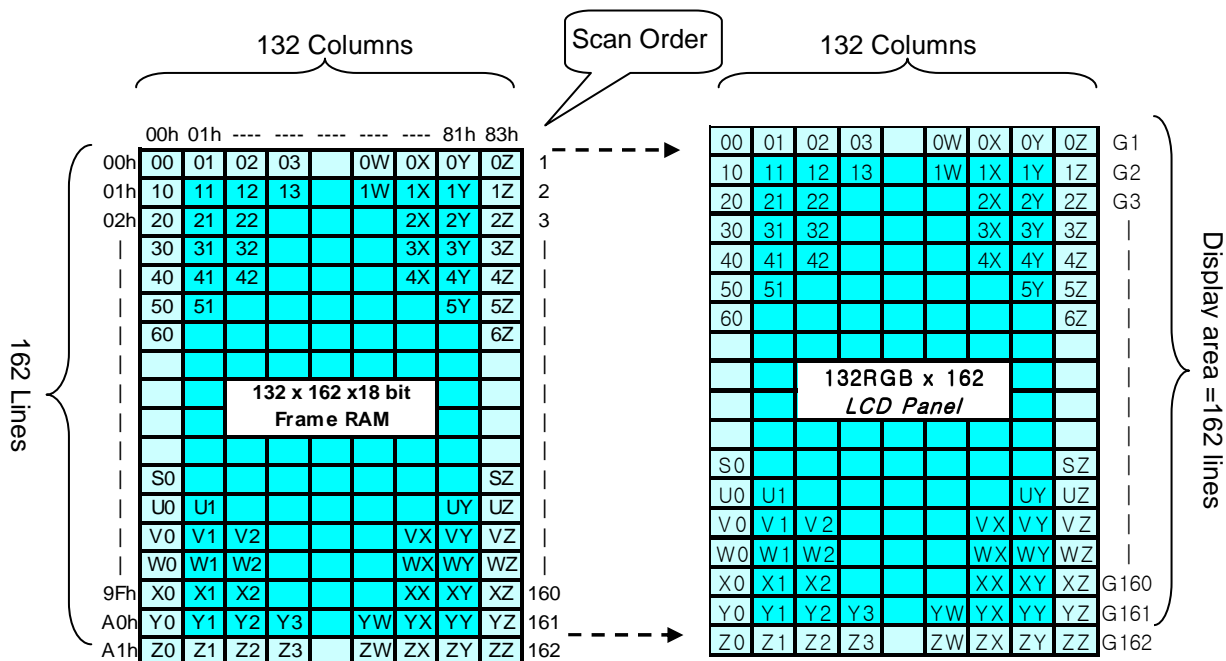 132 Columns
Scan Order
132 Columns
00h 01h ---- ---- ---- ---- ---- 81h 83h
00h 00 01 02 03 0W 0X 0Y 0Z 1
01h 10 11 12 13 1W 1X 1Y 1Z 2
02h 20 21 22 2X 2Y 2Z 3
30 31 32 3X 3Y 3Z
40 41 42 4X 4Y 4Z
50 51 5Y 5Z
60 6Z
162 Lines
132 x 162 x18 bit
Frame RAM
S0 SZ
U0 U1 UY UZ
V0 V1 V2 VX VY VZ
W0 W1 W2 WX WY WZ
9Fh X0 X1 X2 XX XY XZ 160
A0h Y0 Y1 Y2 Y3 YW YX YY YZ 161
A1h Z0 Z1 Z2 Z3 ZW ZX ZY ZZ 162
00 01 02 03 0W 0X 0Y 0Z G1
10 11 12 13 1W 1X 1Y 1Z G2
20 21 22 2X 2Y 2Z G3
30 31 32 3X 3Y 3Z
40 41 42 4X 4Y 4Z
50 51 5Y 5Z
60 6Z
132RGB x 162
LCD Panel
S0 SZ
U0 U1 UY UZ
V0 V1 V2 VX VY VZ
W0 W1 W2 WX WY WZ
X0 X1 X2 XX XY XZ G160
Y0 Y1 Y2 Y3 YW YX YY YZ G161
Z0 Z1 Z2 Z3 ZW ZX ZY ZZ G162
Display area =162 lines